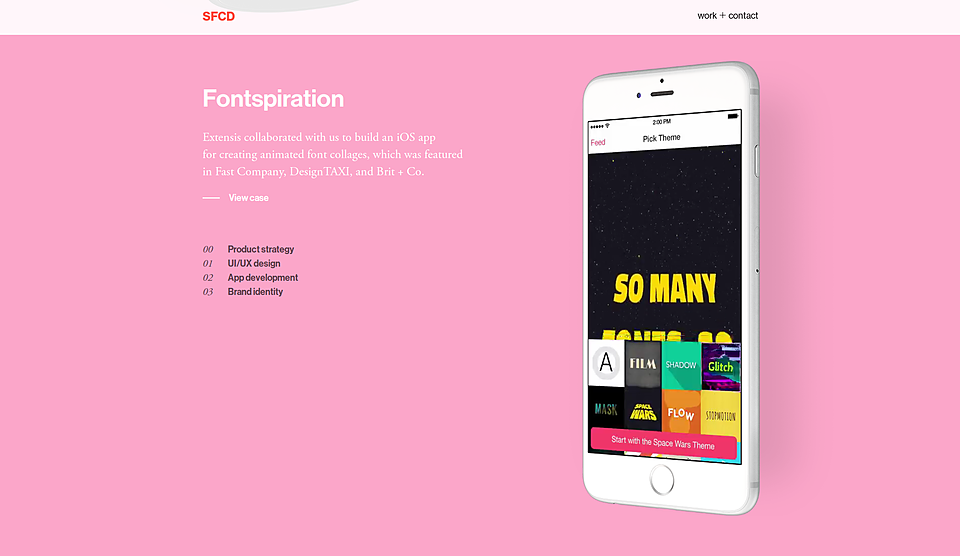 SFCD
work + contact
Fontspiration
Extensis collaborated with us to build an iOS app
for creating animated font collages, which was featured
in Fast Company, DesignTAXI, and Brit + Co.
View case
00 Product strategy
01 UI/UX design
02 App development
03 Brand identity
2:00 PM
Feed
Pick Theme
SO MANY
FONTS, SO
A
FILM
SHADOW
Glitch
MASK
SPACE
WARS
FLOW
STOPMOTION
Start with the Space Wars Theme